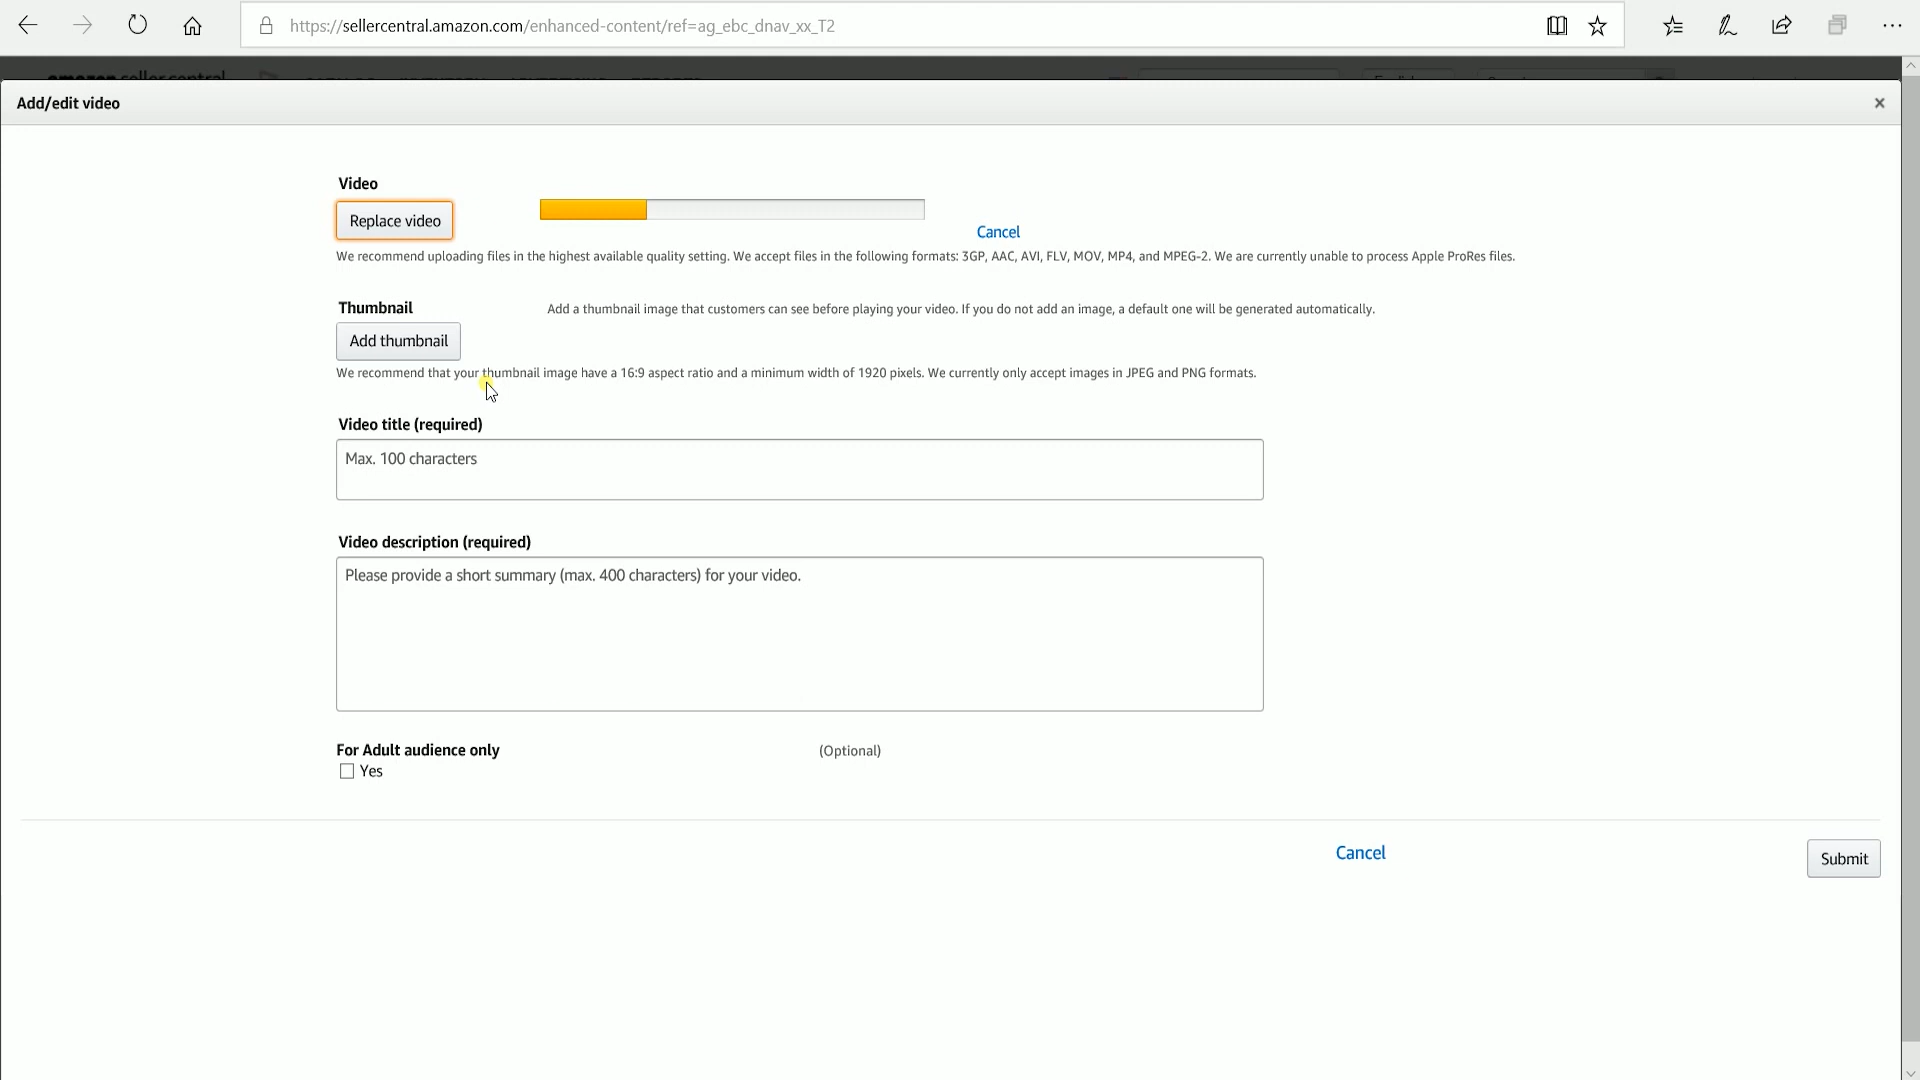 https://sellercentral.amazon.com/enhanced-content/ref=ag_ebc_dnav_xx_T2
amazon seller central
Add/edit video
Video
Replace video
Cancel
We recommend uploading files in the highest available quality setting. We accept files in the following formats: 3GP, AAC, AVI, FLV, MOV, MP4, and MPEG-2. We are currently unable to process Apple ProRes files.
Thumbnail
Add a thumbnail image that customers can see before playing your video. If you do not add an image, a default one will be generated automatically.
Add thumbnail
We recommend that your thumbnail image have a 16:9 aspect ratio and a minimum width of 1920 pixels. We currently only accept images in JPEG and PNG formats.
Video title (required)
Max. 100 characters
Video description (required)
Please provide a short summary (max. 400 characters) for your video.
For Adult audience only
(Optional)
Yes
Cancel
Submit